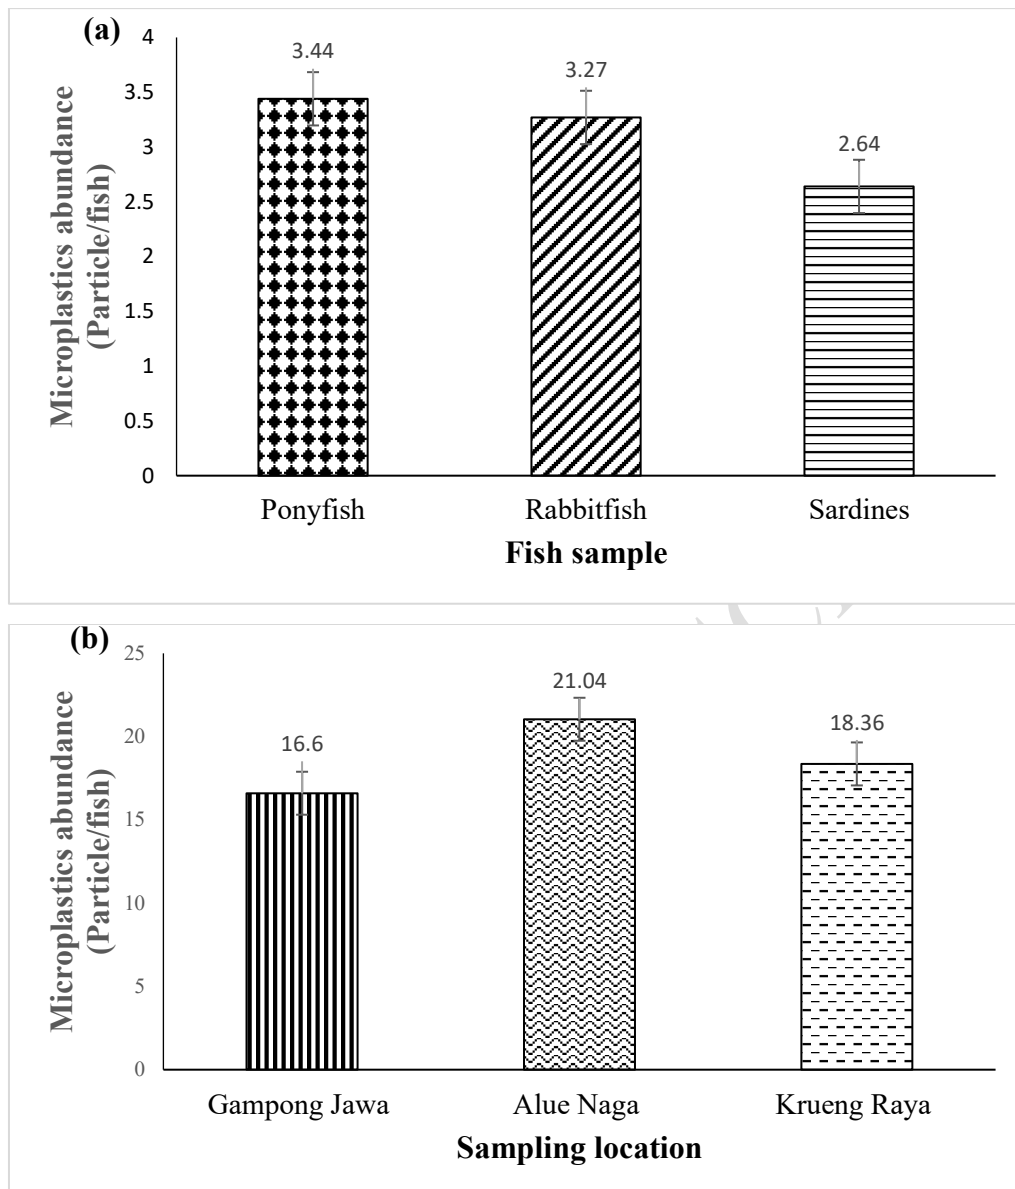 (a)
Microplastics abundance
(Particle/fish)
4
3.5
3
2.5
2
1.5
1
0.5
0
3.44
3.27
2.64
Ponyfish
Rabbitfish
Sardines
Fish sample
(b)
Microplastics abundance
(Particle/fish)
25
20
15
10
5
0
16.6
21.04
18.36
Gampong Jawa
Alue Naga
Krueng Raya
Sampling location